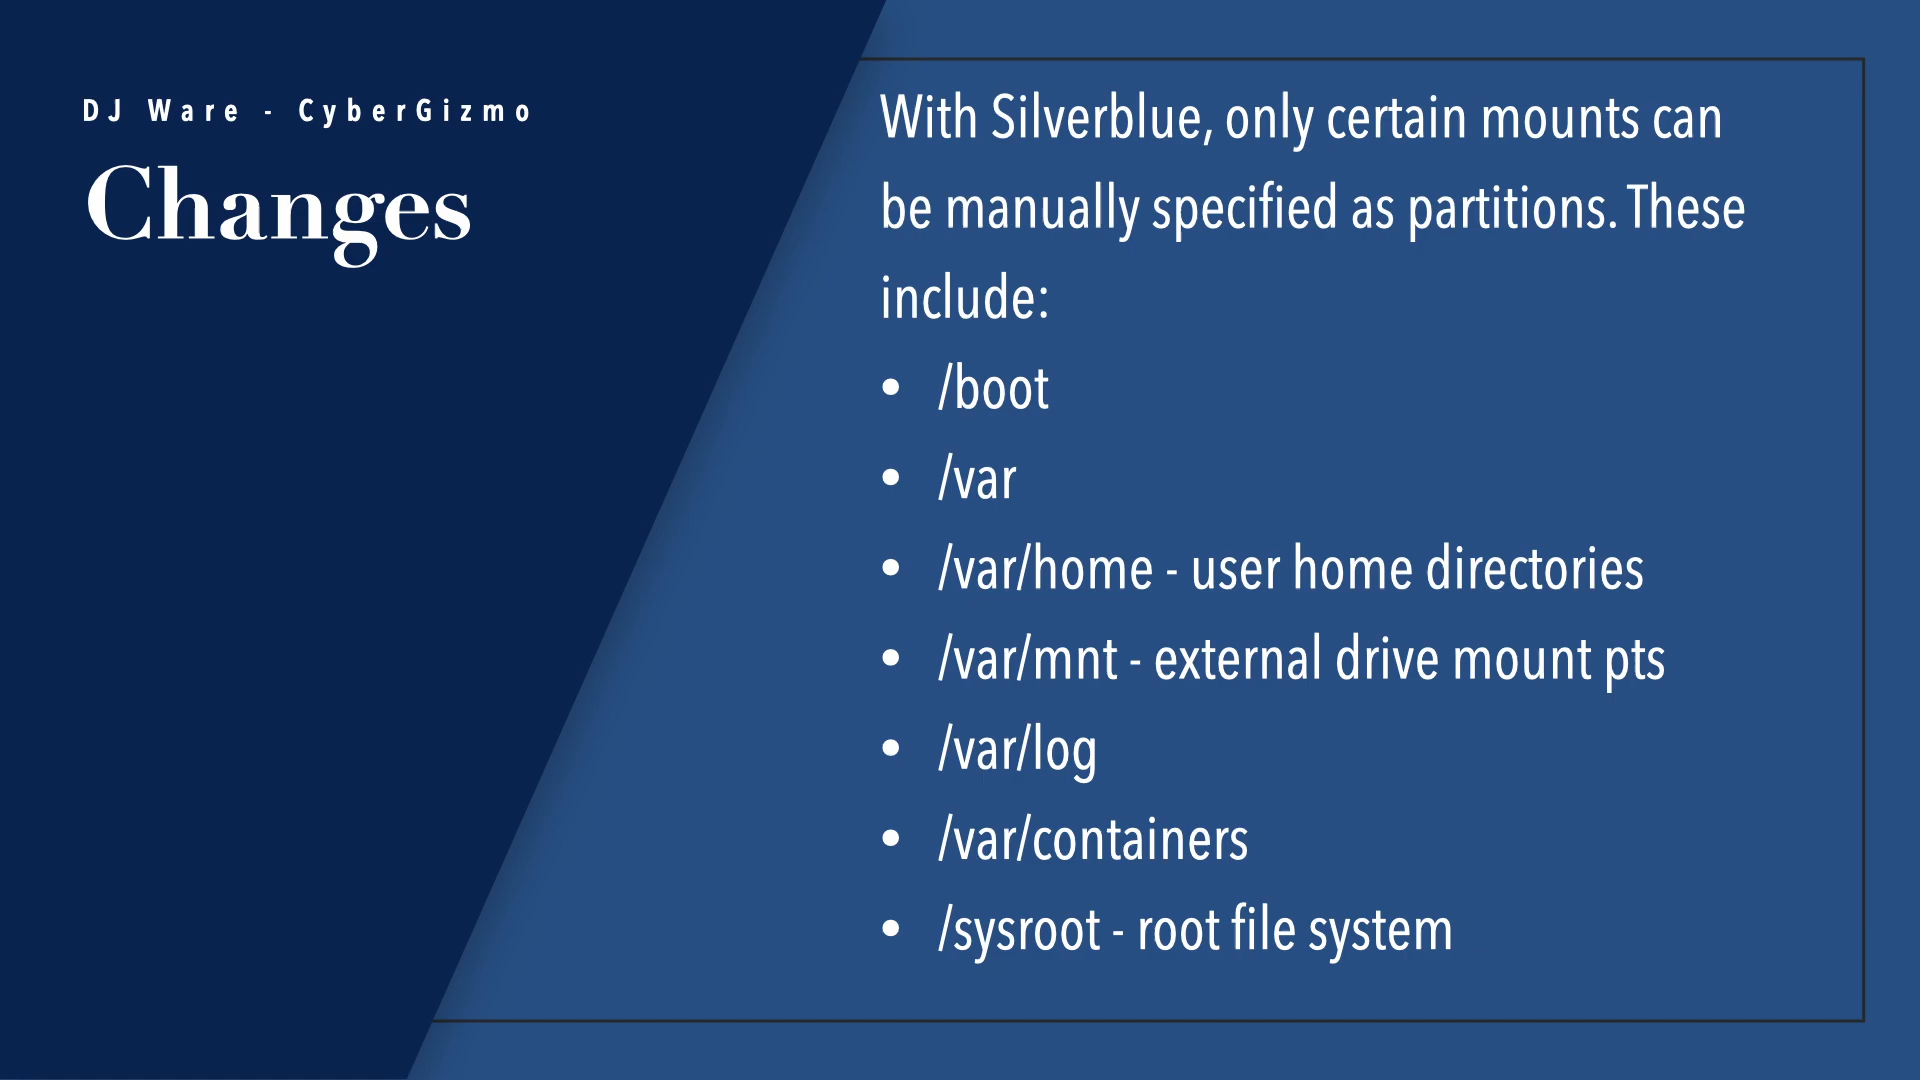 DJ Ware - CyberGizmo
Changes
With Silverblue, only certain mounts can
be manually specified as partitions. These
include:
• /boot
• /var
• /var/home - user home directories
• /var/mnt - external drive mount pts
• /var/log
• /var/containers
• /sysroot - root file system